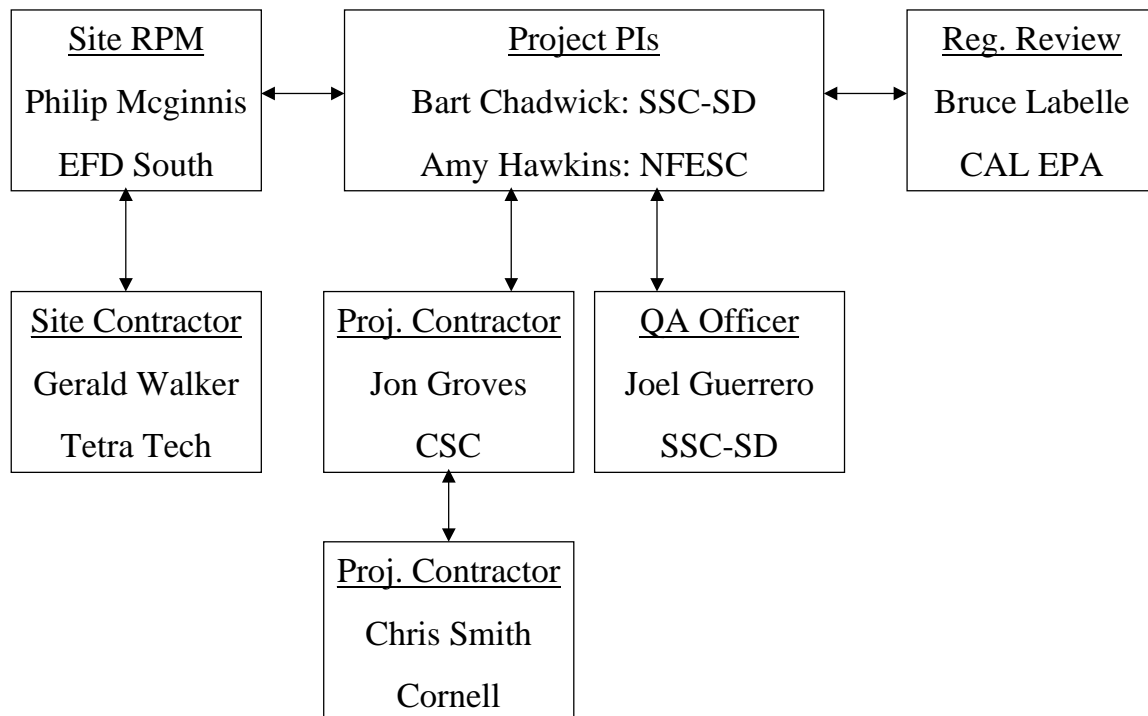 Site RPM
Philip Mcginnis
EFD South
Project PIs
Bart Chadwick: SSC-SD
Amy Hawkins: NFESC
Reg. Review
Bruce Labelle
CAL EPA
Site Contractor
Gerald Walker
Tetra Tech
Proj. Contractor
Jon Groves
CSC
QA Officer
Joel Guerrero
SSC-SD
Proj. Contractor
Chris Smith
Cornell